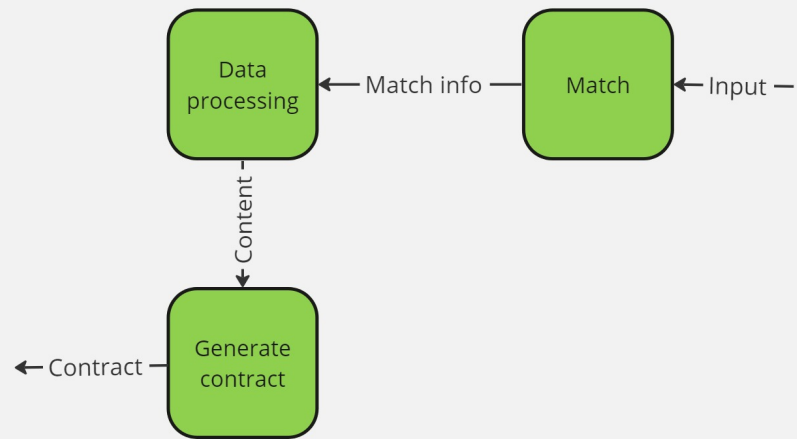 Data
processing
Match info
Match
Input
Content
Generate
contract
Contract